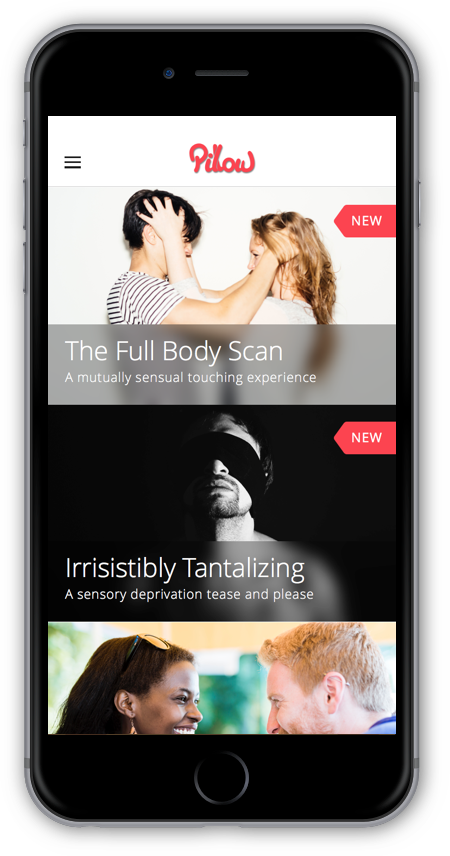 Pillow
NEW
The Full Body Scan
A mutually sensual touching experience
NEW
Irrisistibly Tantalizing
A sensory deprivation tease and please